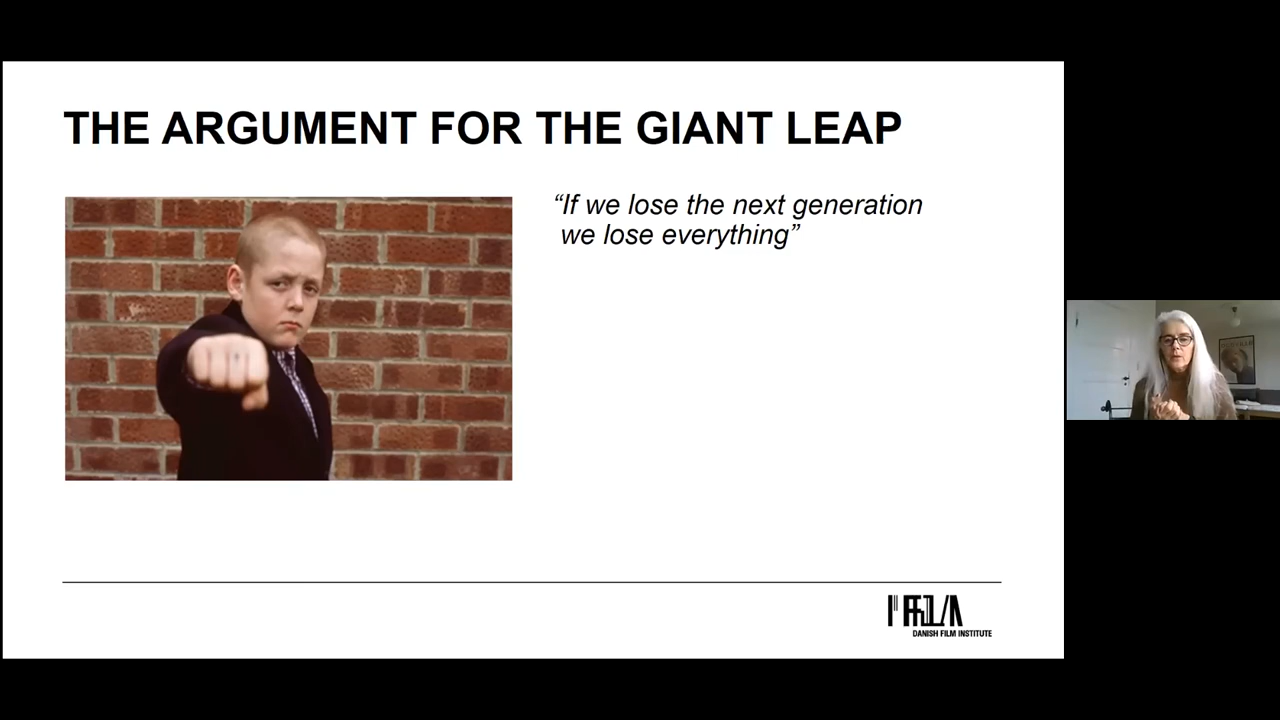 THE ARGUMENT FOR THE GIANT LEAP
“If we lose the next generation
we lose everything”
DANISH FILM INSTITUTE